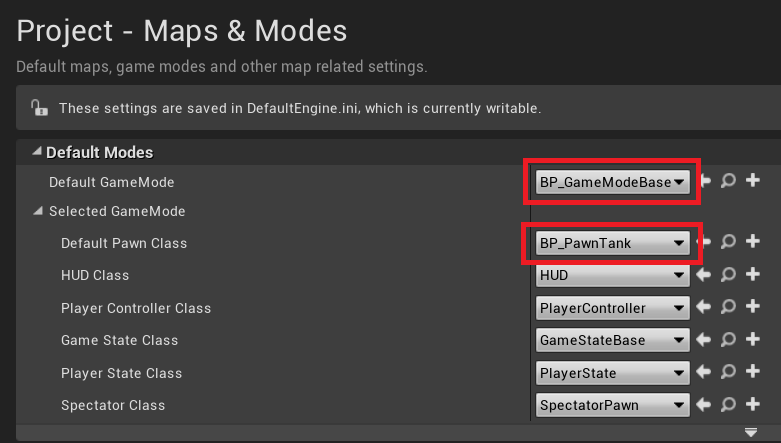 Project - Maps & Modes
Default maps, game modes and other map related settings.
These settings are saved in DefaultEngine.ini, which is currently writable.
Default Modes
Default GameMode BP_GameModeBase
Selected GameMode
Default Pawn Class BP_PawnTank
HUD Class HUD
Player Controller Class PlayerController
Game State Class GameStateBase
Player State Class PlayerState
Spectator Class SpectatorPawn